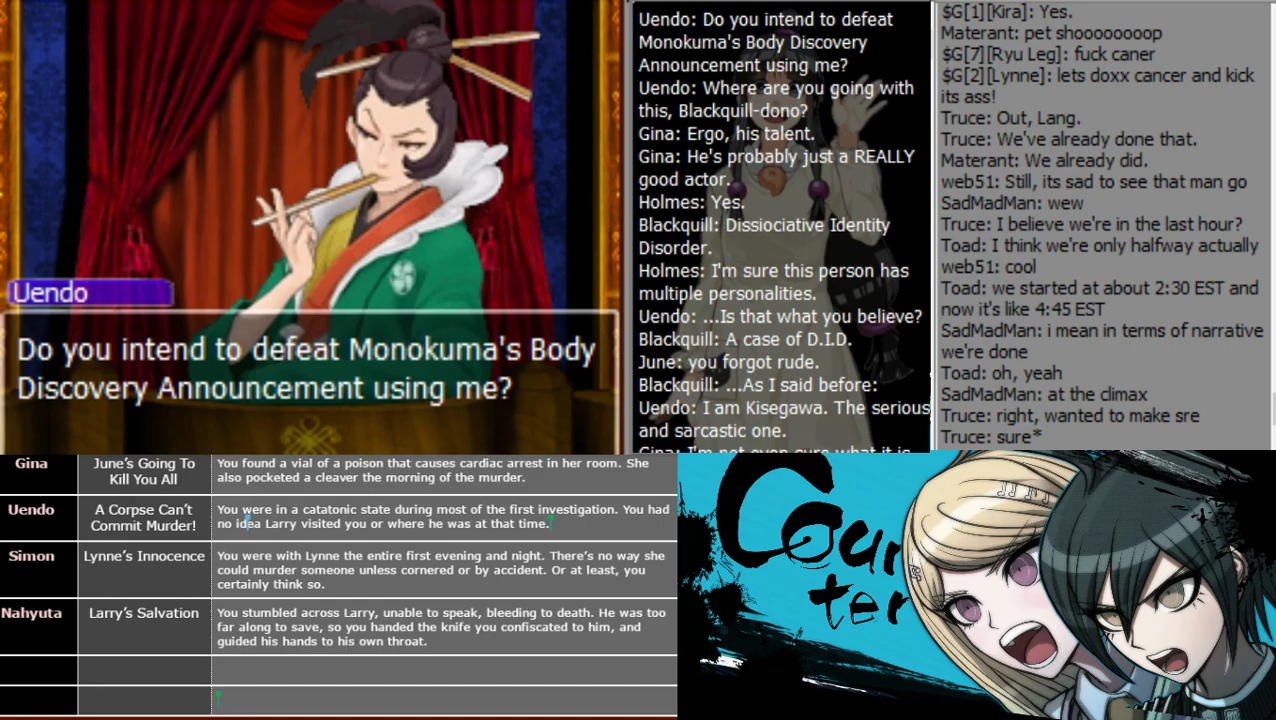 Uendo
Do you intend to defeat Monokuma's Body
Discovery Announcement using me?
Uendo: Do you intend to defeat
Monokuma's Body Discovery
Announcement using me?
Uendo: Where are you going with
this, Blackquill-dono?
Gina: Ergo, his talent.
Gina: He's probably just a REALLY
good actor.
Holmes: Yes.
Blackquill: Dissiociative Identity
Disorder.
Holmes: I'm sure this person has
multiple personalities.
Uendo: ...Is that what you believe?
Blackquill: A case of D.I.D.
June: you forgot rude.
Blackquill: ...As I said before:
Uendo: I am Kisegawa. The serious
and sarcastic one.
Gina: I'm not even sure what it is
$G[1][Kira]: Yes.
Materant: pet shooooooooop
$G[7][Ryu Leg]: fuck caner
$G[2][Lynne]: lets doxx cancer and kick
its ass!
Truce: Out, Lang.
Truce: We've already done that.
Materant: We already did.
web51: Still, its sad to see that man go
SadMadMan: wew
Truce: I believe we're in the last hour?
Toad: I think we're only halfway actually
web51: cool
Toad: we started at about 2:30 EST and
now it's like 4:45 EST
SadMadMan: i mean in terms of narrative
we're done
Toad: oh, yeah
SadMadMan: at the climax
Truce: right, wanted to make sre
Truce: sure*
Gina
June's Going To
Kill You All
You found a vial of a poison that causes cardiac arrest in her room. She
also pocketed a cleaver the morning of the murder.
Uendo
A Corpse Can't
Commit Murder!
You were in a catatonic state during most of the first investigation. You had
no idea Larry visited you or where he was at that time.
Simon
Lynne's Innocence
You were with Lynne the entire first evening and night. There's no way she
could murder someone unless cornered or by accident. Or at least, you
certainly think so.
Nahyuta
Larry's Salvation
You stumbled across Larry, unable to speak, bleeding to death. He was too
far along to save, so you handed the knife you confiscated to him, and
guided his hands to his own throat.
Coun
ter